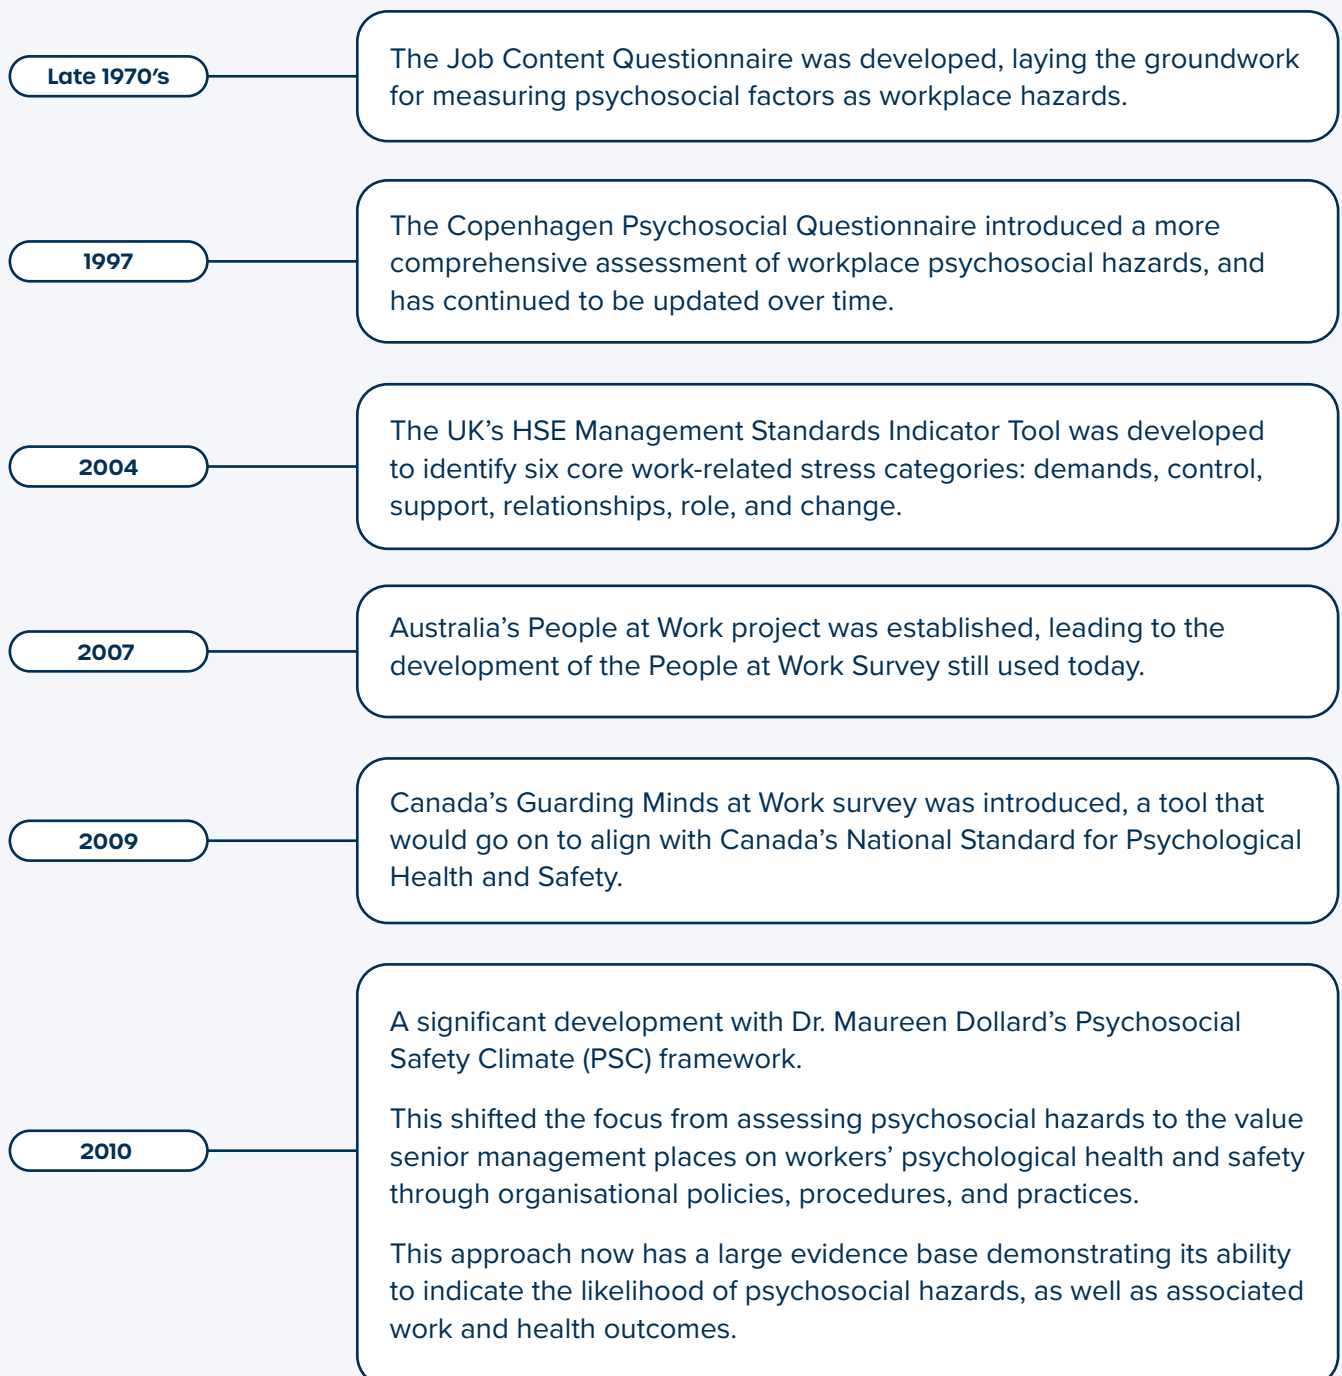 Late 1970's
The Job Content Questionnaire was developed, laying the groundwork
for measuring psychosocial factors as workplace hazards.
1997
The Copenhagen Psychosocial Questionnaire introduced a more
comprehensive assessment of workplace psychosocial hazards, and
has continued to be updated over time.
2004
The UK’s HSE Management Standards Indicator Tool was developed
to identify six core work-related stress categories: demands, control,
support, relationships, role, and change.
2007
Australia’s People at Work project was established, leading to the
development of the People at Work Survey still used today.
2009
Canada’s Guarding Minds at Work survey was introduced, a tool that
would go on to align with Canada’s National Standard for Psychological
Health and Safety.
2010
A significant development with Dr. Maureen Dollard’s Psychosocial
Safety Climate (PSC) framework.
This shifted the focus from assessing psychosocial hazards to the value
senior management places on workers’ psychological health and safety
through organisational policies, procedures, and practices.
This approach now has a large evidence base demonstrating its ability
to indicate the likelihood of psychosocial hazards, as well as associated
work and health outcomes.